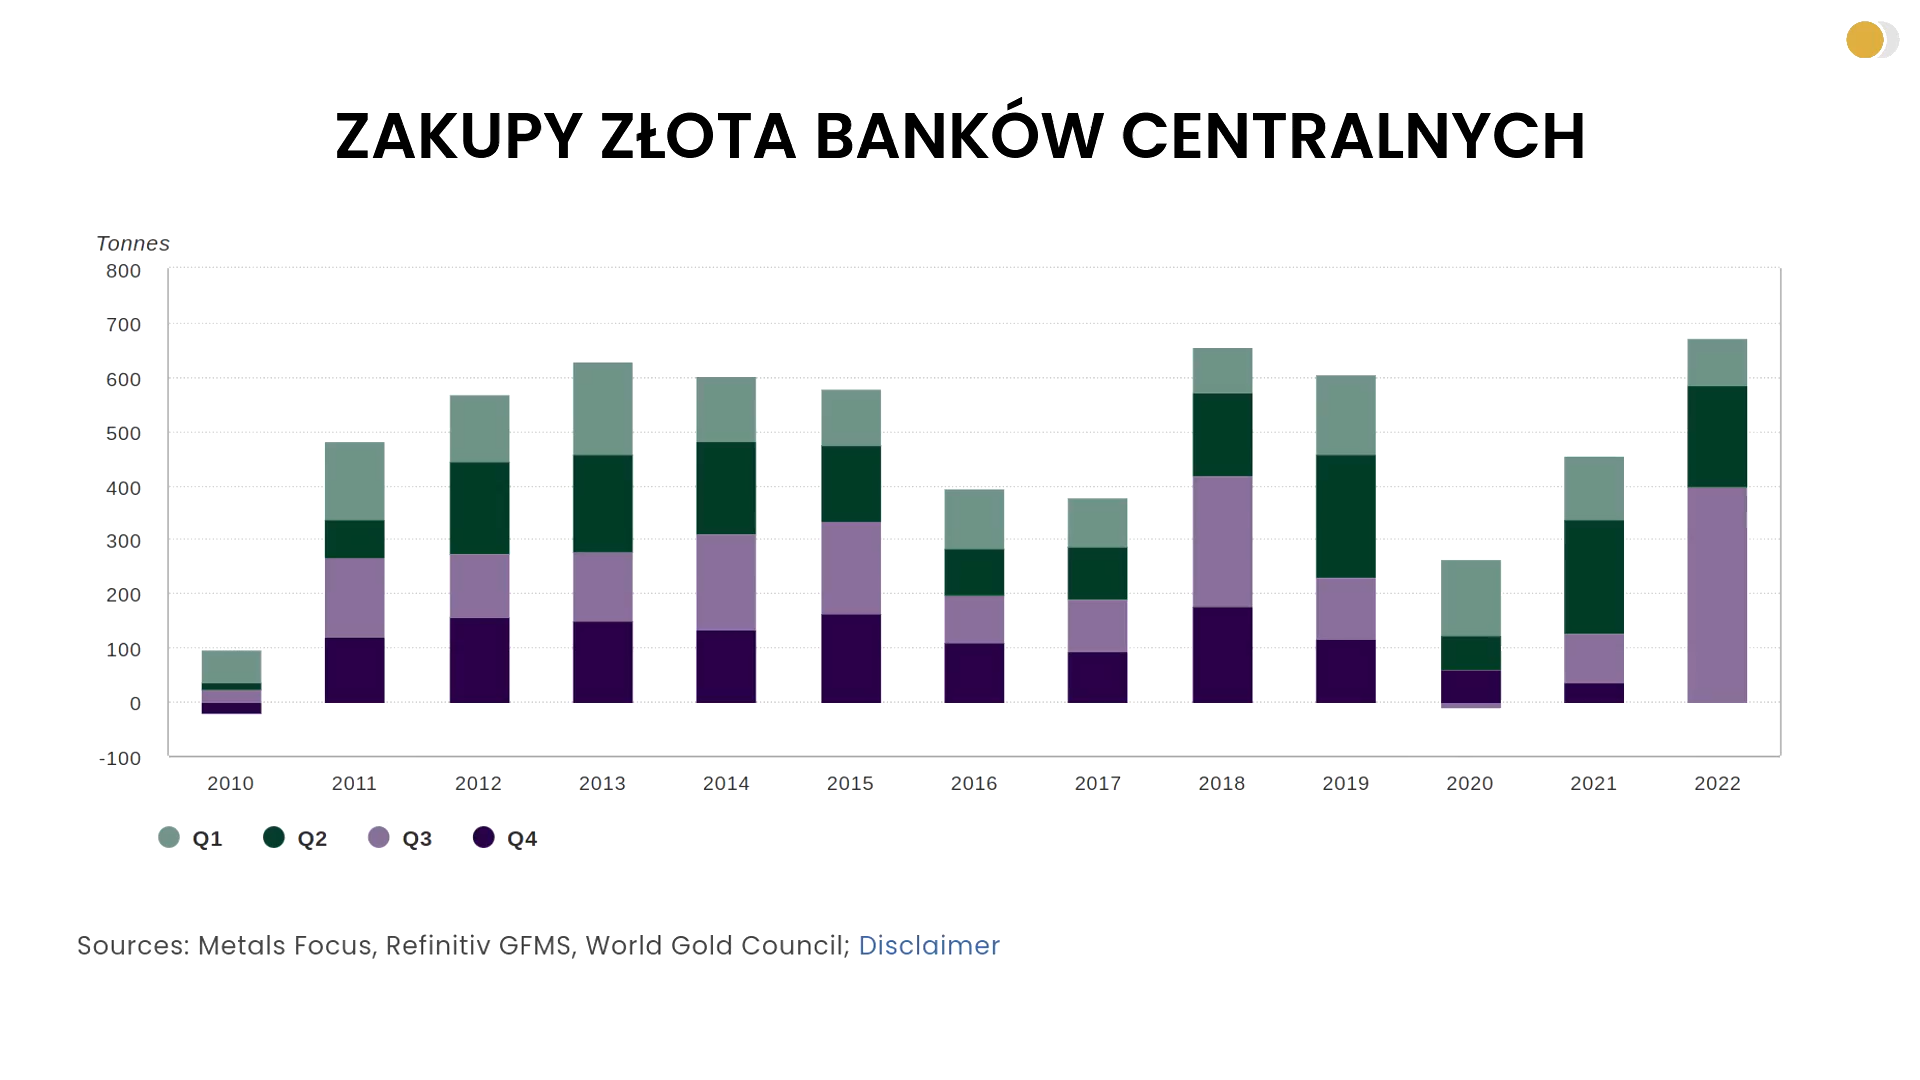 ZAKUPY ZŁOTA BANKÓW CENTRALNYCH
Tonnes
800
700
600
500
400
300
200
100
0
-100
2010 2011 2012 2013 2014 2015 2016 2017 2018 2019 2020 2021 2022
Q1 Q2 Q3 Q4
Sources: Metals Focus, Refinitiv GFMS, World Gold Council; Disclaimer